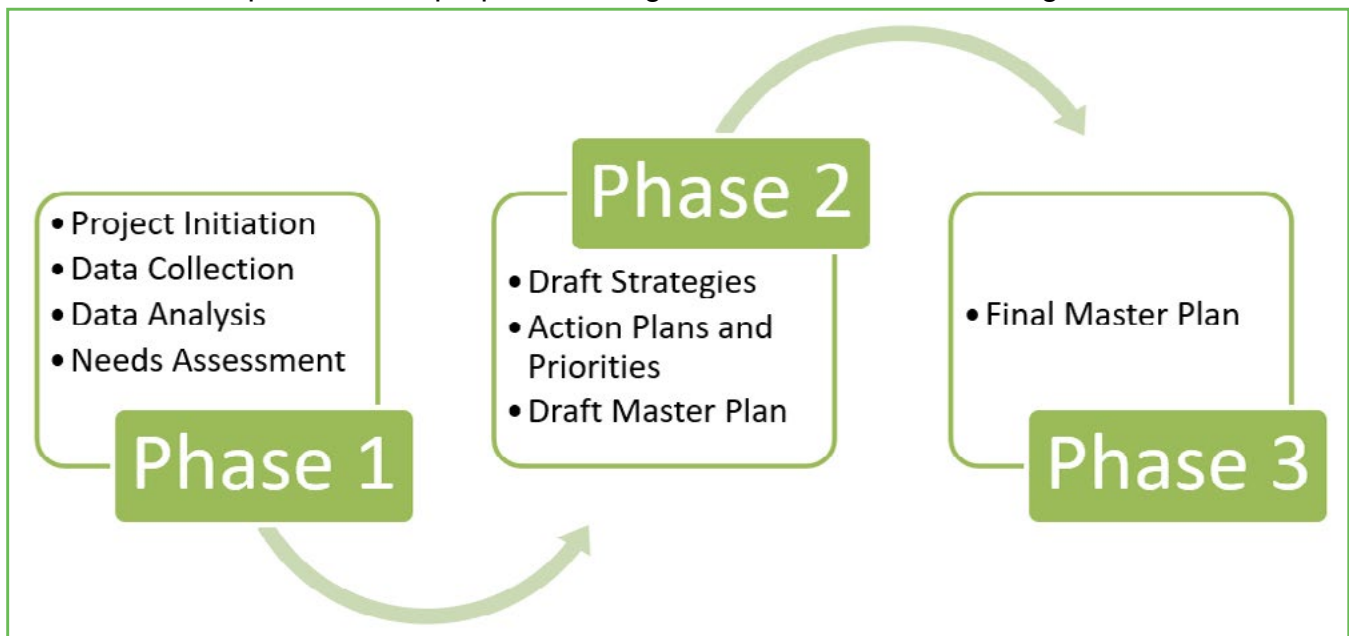 • Project Initiation
• Data Collection
• Data Analysis
• Needs Assessment
Phase 1
Phase 2
• Draft Strategies
• Action Plans and
Priorities
• Draft Master Plan
• Final Master Plan
Phase 3